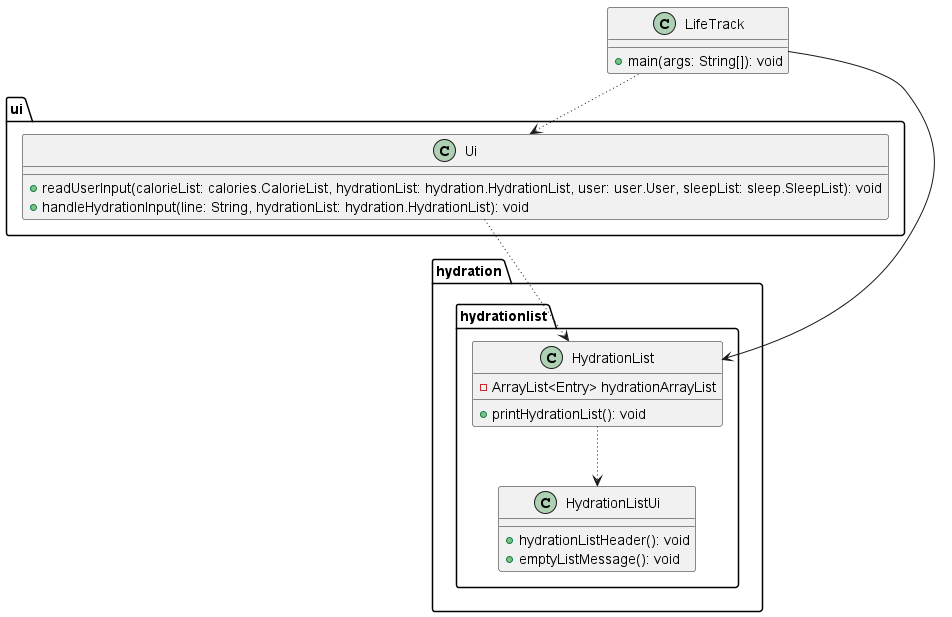 C LifeTrack
main(args: String[]): void
ui
C Ui
readUserInput(calorieList: calories.CalorieList, hydrationList: hydration.HydrationList, user: user.User, sleepList: sleep.SleepList): void
handleHydrationInput(line: String, hydrationList: hydration.HydrationList): void
hydration
hydrationlist
C HydrationList
ArrayList<Entry> hydrationArrayList
printHydrationList(): void
C HydrationListUi
hydrationListHeader(): void
emptyListMessage(): void